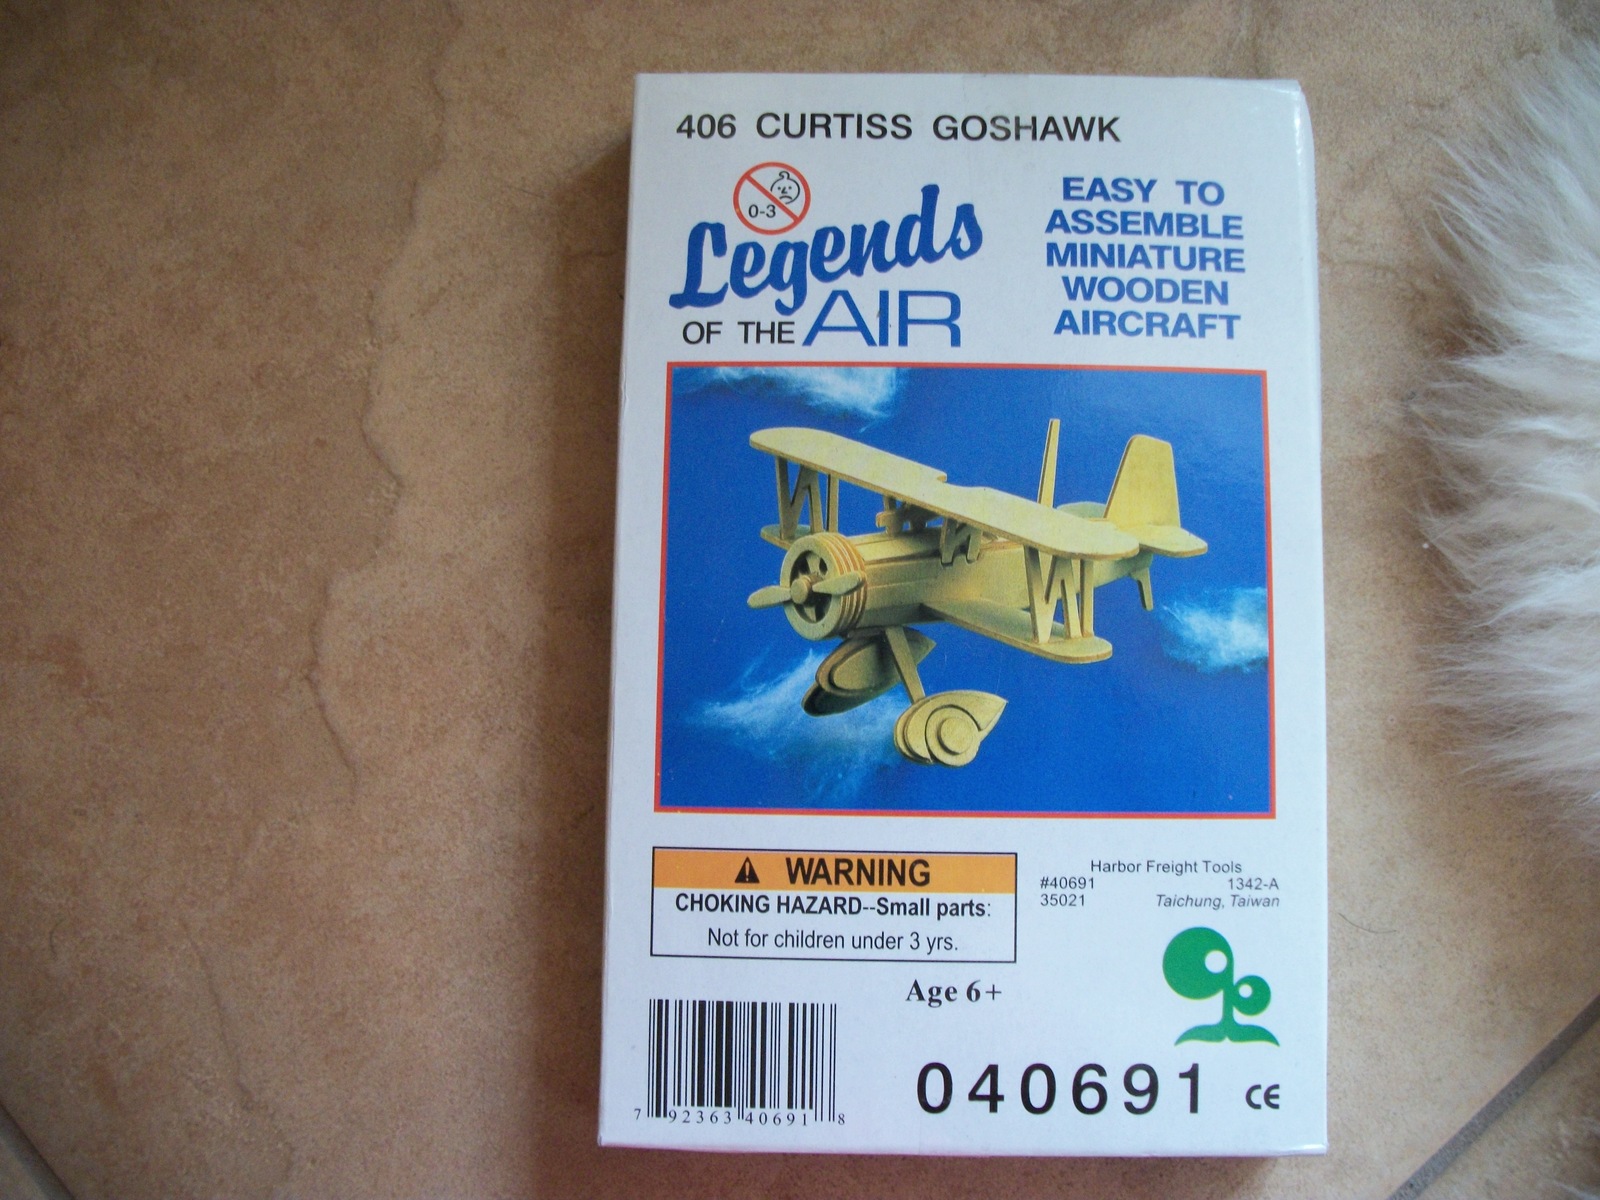 406 CURTISS GOSHAWK
0-3
Legends
OF THE AIR
EASY TO
ASSEMBLE
MINIATURE
WOODEN
AIRCRAFT
WARNING
CHOKING HAZARD--Small parts:
Not for children under 3 yrs.
Harbor Freight Tools
#40691 1342-A
35021 Taichung, Taiwan
Age 6+
7 92363 40691 8
040691 CE